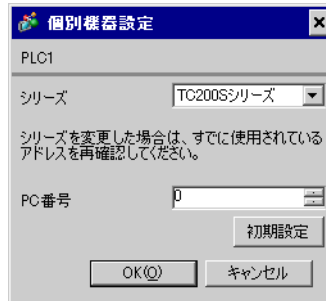 個別機器設定
PLC1
シリーズ
TC200Sシリーズ
シリーズを変更した場合は、すでに使用されている
アドレスを再確認してください。
PC番号
0
初期設定
OK(O)
キャンセル